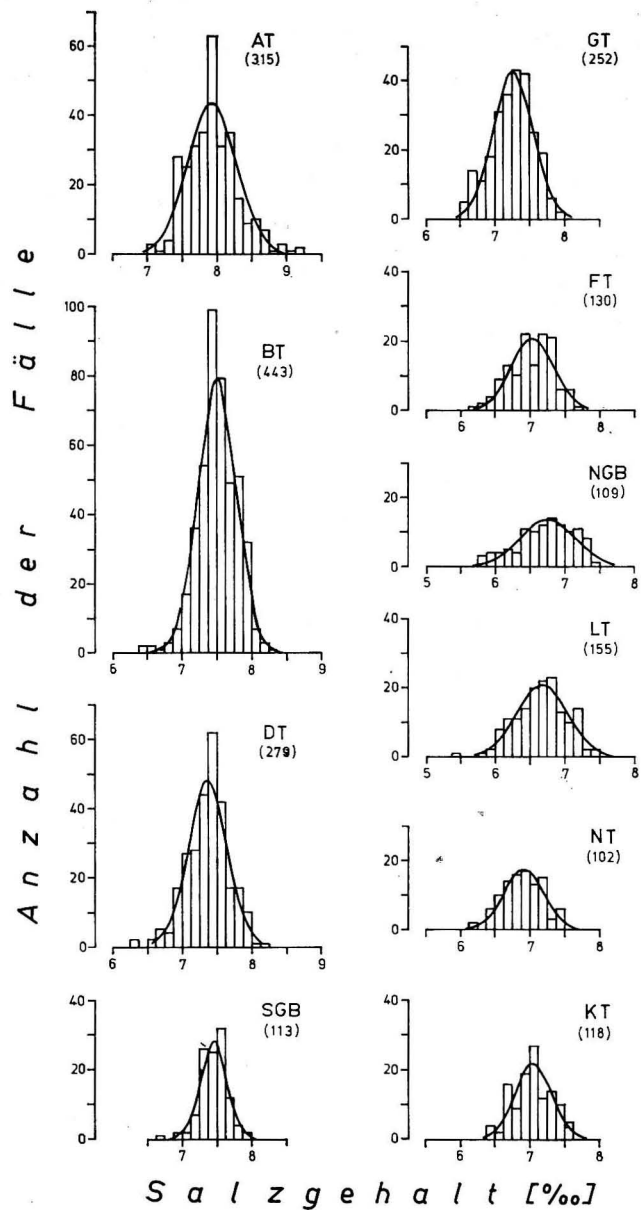 Anzahl der Fälle
AT
(315)
60
40
20
0
7 8 9
BT
(443)
100
80
60
40
20
0
6 7 8 9
DT
(279)
60
40
20
0
6 7 8 9
SGB
(113)
40
20
0
7 8
GT
(252)
40
20
0
6 7 8
FT
(130)
40
20
0
6 7 8
NGB
(109)
20
0
5 6 7 8
LT
(155)
40
20
0
5 6 7 8
NT
(102)
20
0
6 7 8
KT
(118)
40
20
0
6 7 8
Salzgehalt [‰]